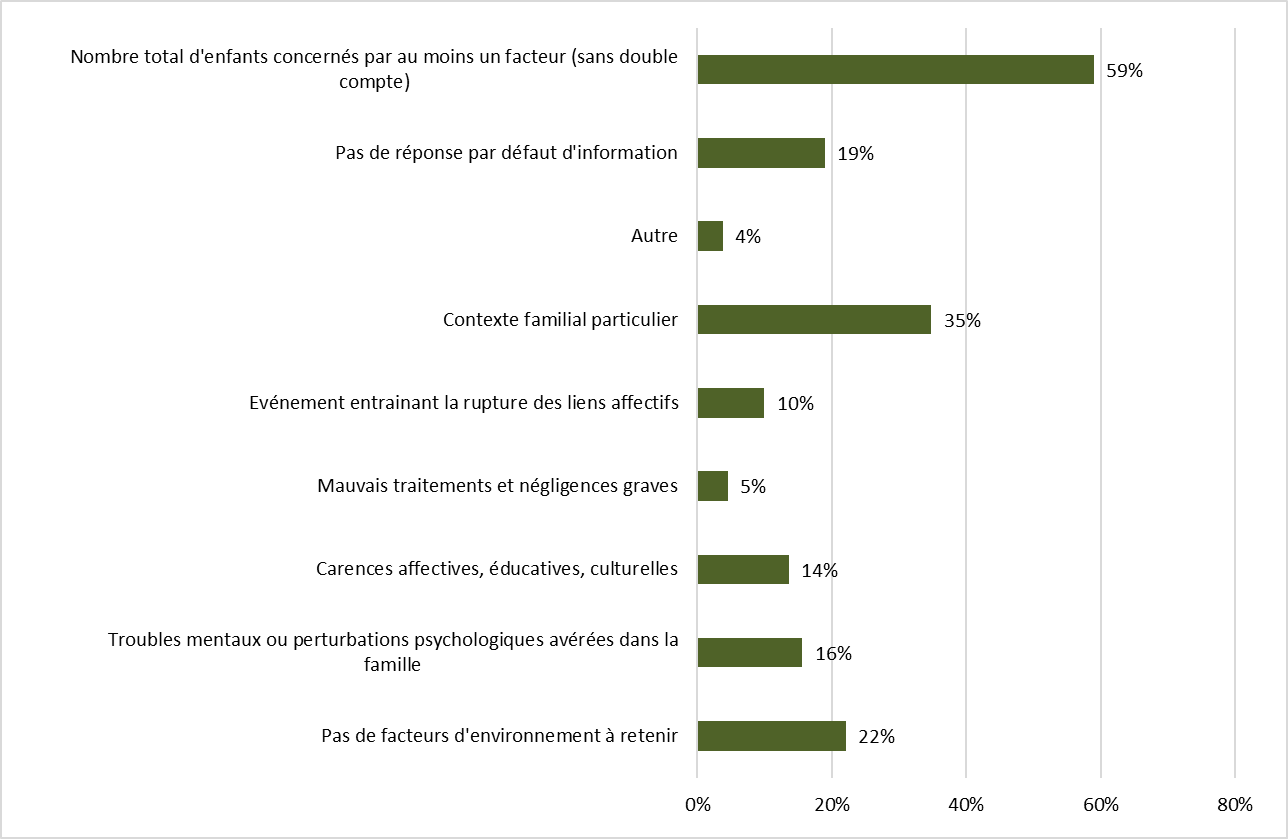 Nombre total d'enfants concernés par au moins un facteur (sans double
compte)
59%
Pas de réponse par défaut d'information
19%
Autre
4%
Contexte familial particulier
35%
Evénement entrainant la rupture des liens affectifs
10%
Mauvais traitements et négligences graves
5%
Carences affectives, éducatives, culturelles
14%
Troubles mentaux ou perturbations psychologiques avérées dans la
famille
16%
Pas de facteurs d'environnement à retenir
22%
0%
20%
40%
60%
80%